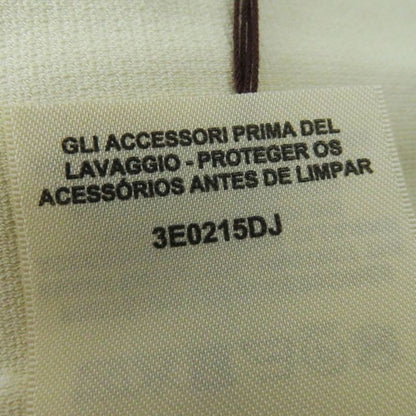 GLI ACCESSORI PRIMA DEL
LAVAGGIO - PROTEGER OS
ACESSÓRIOS ANTES DE LIMPAR
3E0215DJ